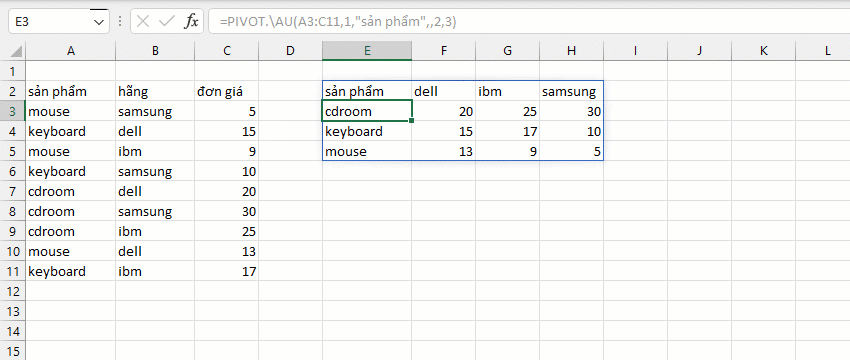 E3 fx =PIVOT.\AU(A3:C11,1,"sản phẩm",,2,3)
A B C D E F G H I J K L
1
2 sản phẩm hãng đơn giá sản phẩm dell ibm samsung
3 mouse samsung 5 cdroom 20 25 30
4 keyboard dell 15 keyboard 15 17 10
5 mouse ibm 9 mouse 13 9 5
6 keyboard samsung 10
7 cdroom dell 20
8 cdroom samsung 30
9 cdroom ibm 25
10 mouse dell 13
11 keyboard ibm 17
12
13
14
15